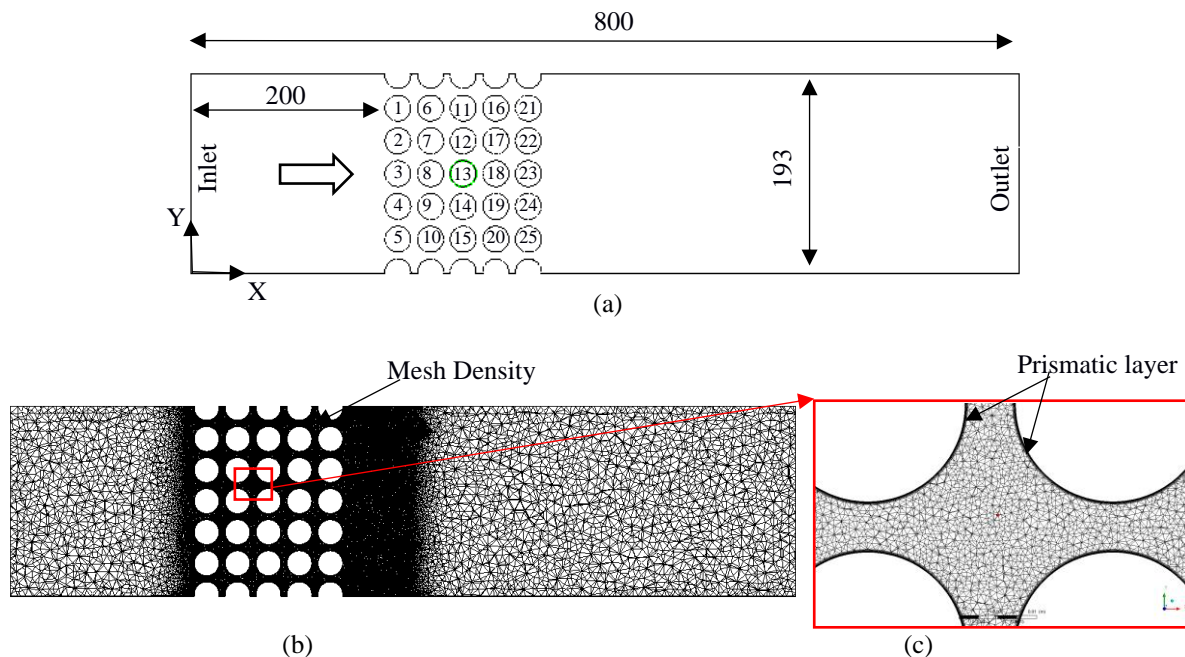 800
200
1 6 11 16 21
2 7 12 17 22
3 8 13 18 23
4 9 14 19 24
5 10 15 20 25
Inlet
193
Outlet
Y
X
(a)
Mesh Density
Prismatic layer
(b)
(c)